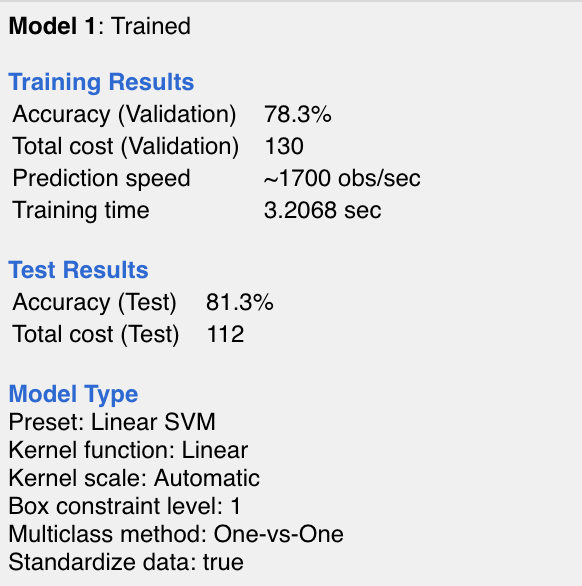 Model 1: Trained
Training Results
Accuracy (Validation) 78.3%
Total cost (Validation) 130
Prediction speed ~1700 obs/sec
Training time 3.2068 sec
Test Results
Accuracy (Test) 81.3%
Total cost (Test) 112
Model Type
Preset: Linear SVM
Kernel function: Linear
Kernel scale: Automatic
Box constraint level: 1
Multiclass method: One-vs-One
Standardize data: true